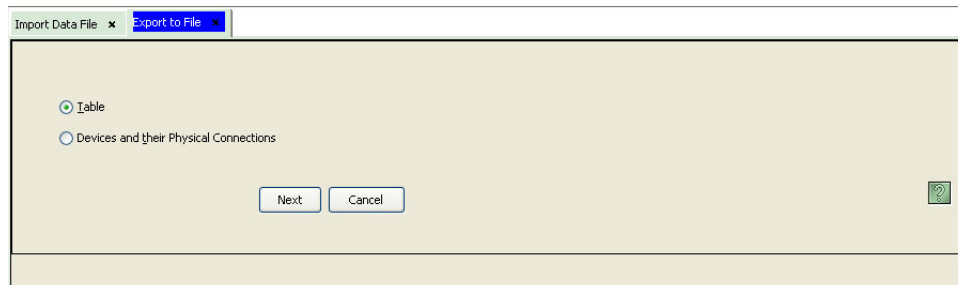 Import Data File × Export to File ×
Table
Devices and their Physical Connections
Next Cancel
?